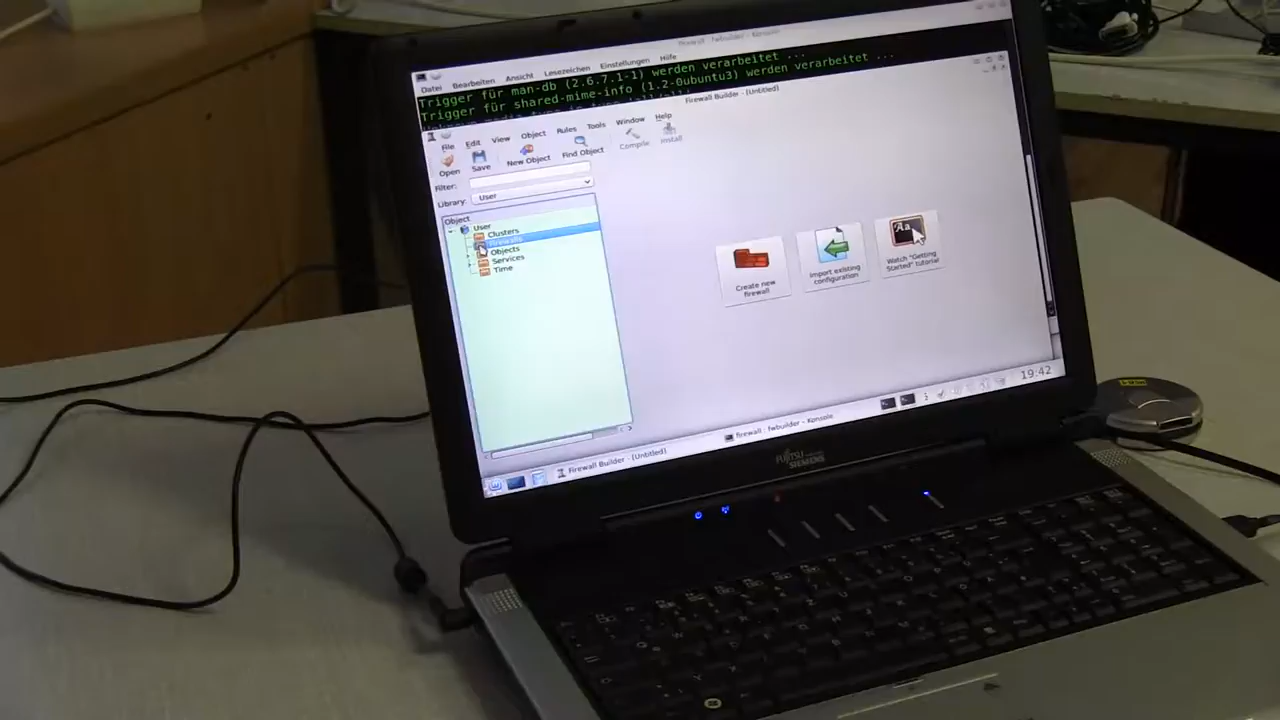 Firewall : fwbuilder - Konsole
Datei Bearbeiten Ansicht Lesezeichen Einstellungen Hilfe
Trigger für man-db (2.6.7.1-1) werden verarbeitet ...
Trigger für shared-mime-info (1.2-0ubuntu3) werden verarbeitet ...
Firewall Builder - [Untitled]
File Edit View Object Rules Tools Window Help
Open Save New Object Find Object Compile Install
Filter:
Library: User
Object
User
Clusters
Firewalls
Objects
Services
Time
Create new
firewall
Import existing
configuration
Watch "Getting
Started" tutorial
Firewall Builder - [Untitled]
firewall : fwbuilder - Konsole
19:42
FUJITSU
SIEMENS